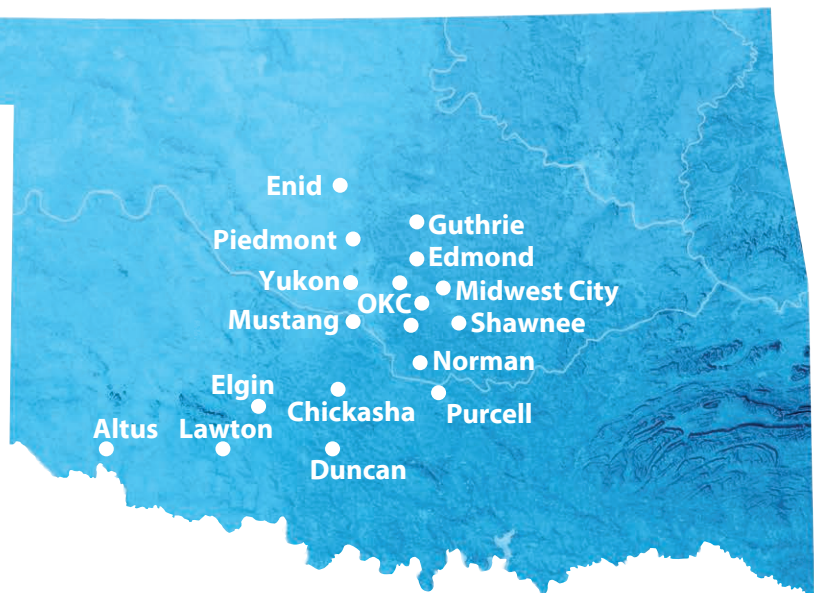 Enid
Guthrie
Piedmont
Edmond
Yukon
Midwest City
OKC
Mustang
Shawnee
Norman
Elgin
Chickasha
Purcell
Altus
Lawton
Duncan